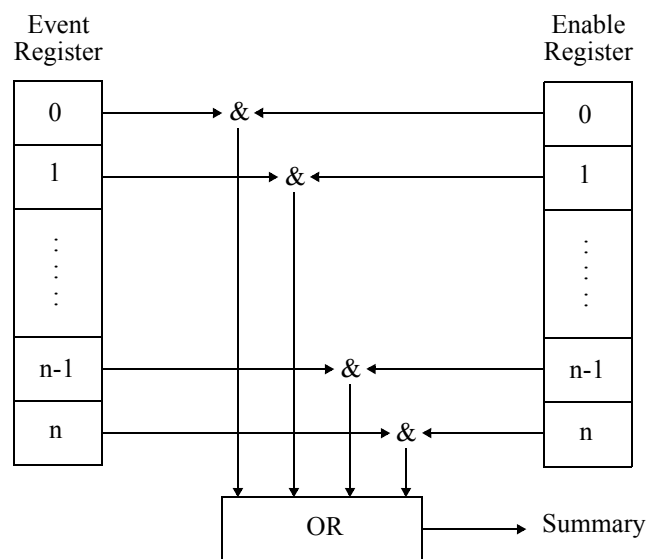 Event
Register
Enable
Register
0
&
0
1
&
1
⋮
⋮
n-1
&
n-1
n
&
n
OR
Summary